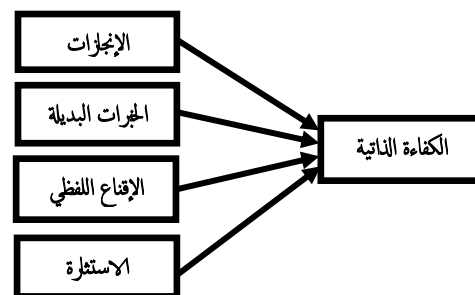 الإنجازات
الخبرات البديلة
الكفاءة الذاتية
الإقناع اللفظي
الاستثارة